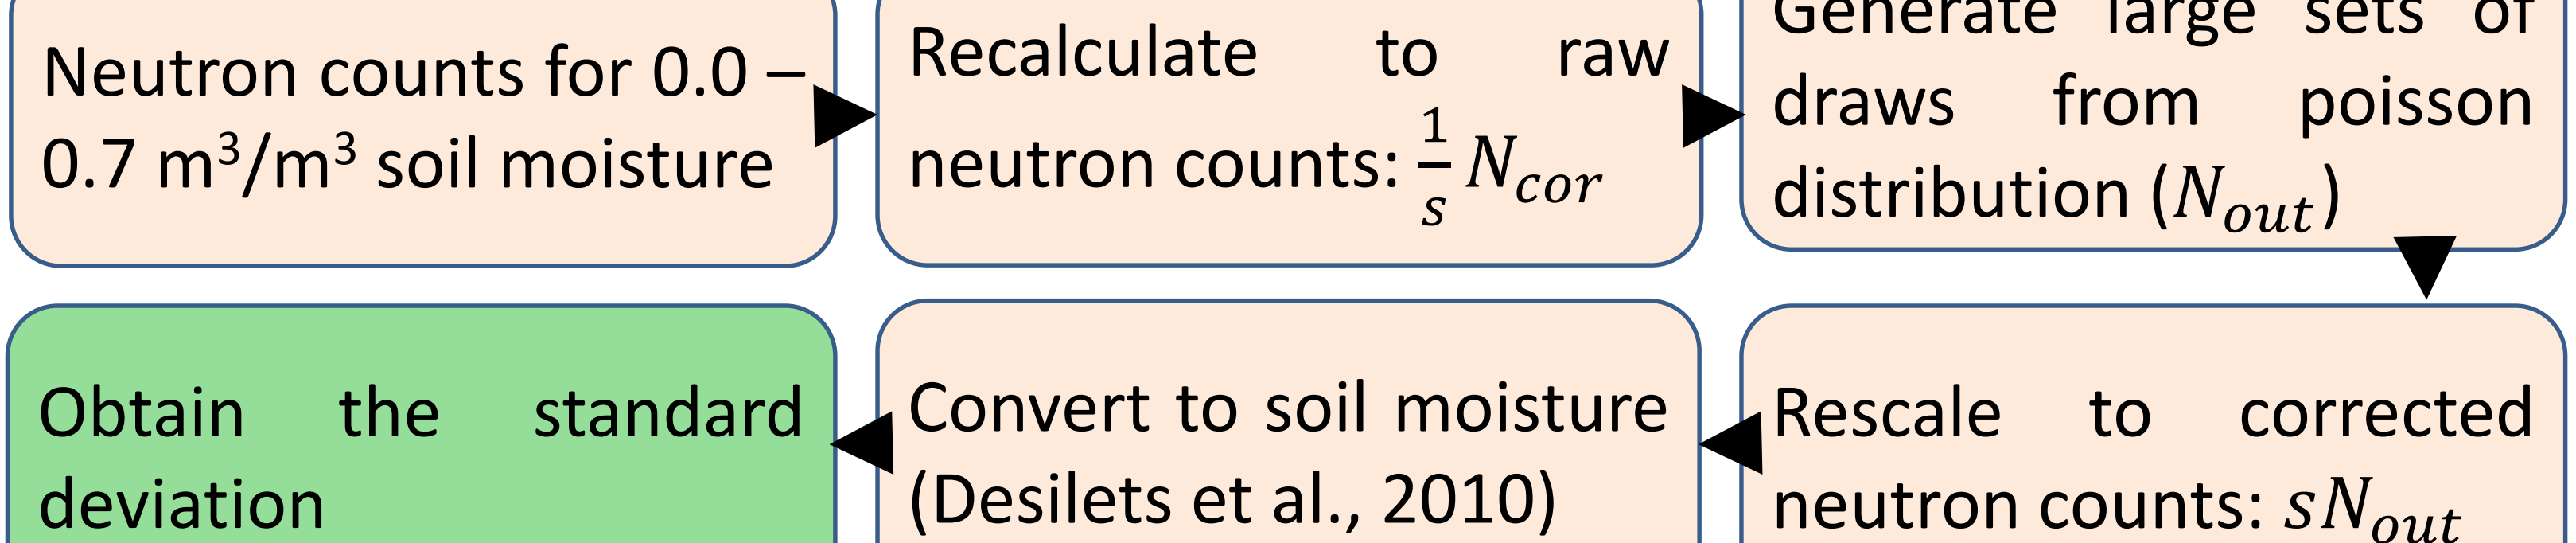 Neutron counts for 0.0 –
0.7 m³/m³ soil moisture
Recalculate to raw
neutron counts: 1/s N_cor
Generate large sets of
draws from poisson
distribution (N_out)
Rescale to corrected
neutron counts: sN_out
Convert to soil moisture
(Desilets et al., 2010)
Obtain the standard
deviation